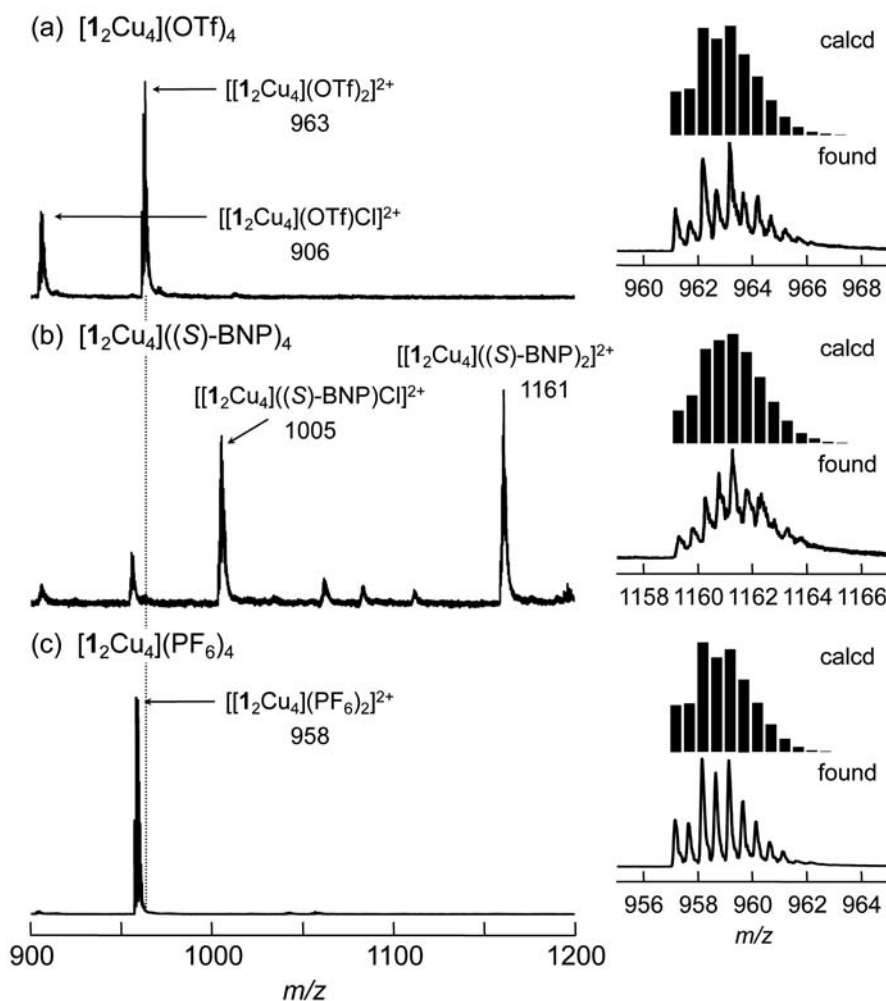 (a) [1₂Cu₄](OTf)₄
[[1₂Cu₄](OTf)₂]²⁺
963
[[1₂Cu₄](OTf)Cl]²⁺
906
calcd
found
960 962 964 966 968
(b) [1₂Cu₄]((S)-BNP)₄
[[1₂Cu₄]((S)-BNP)₂]²⁺
1161
[[1₂Cu₄]((S)-BNP)Cl]²⁺
1005
calcd
found
1158 1160 1162 1164 1166
(c) [1₂Cu₄](PF₆)₄
[[1₂Cu₄](PF₆)₂]²⁺
958
calcd
found
956 958 960 962 964
m/z
900 1000 1100 1200
m/z